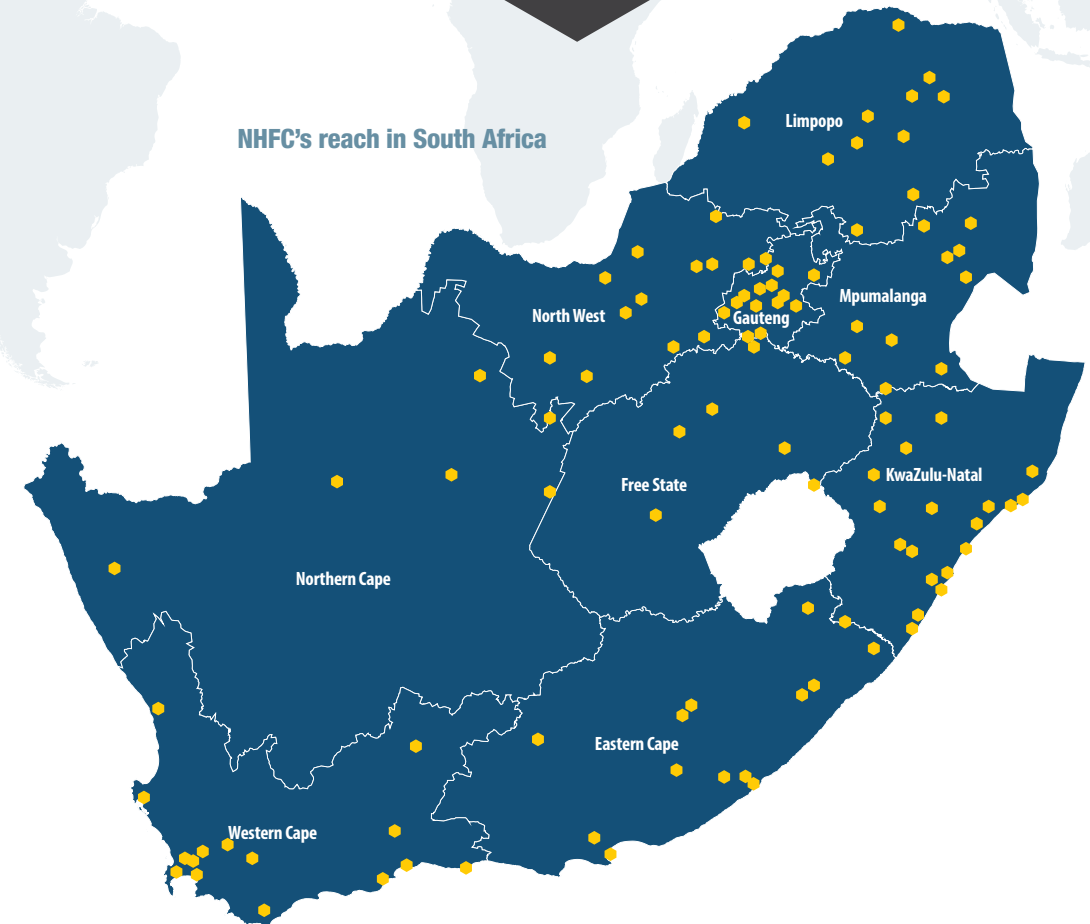 NHFC's reach in South Africa
Limpopo
North West
Gauteng
Mpumalanga
Free State
KwaZulu-Natal
Northern Cape
Eastern Cape
Western Cape